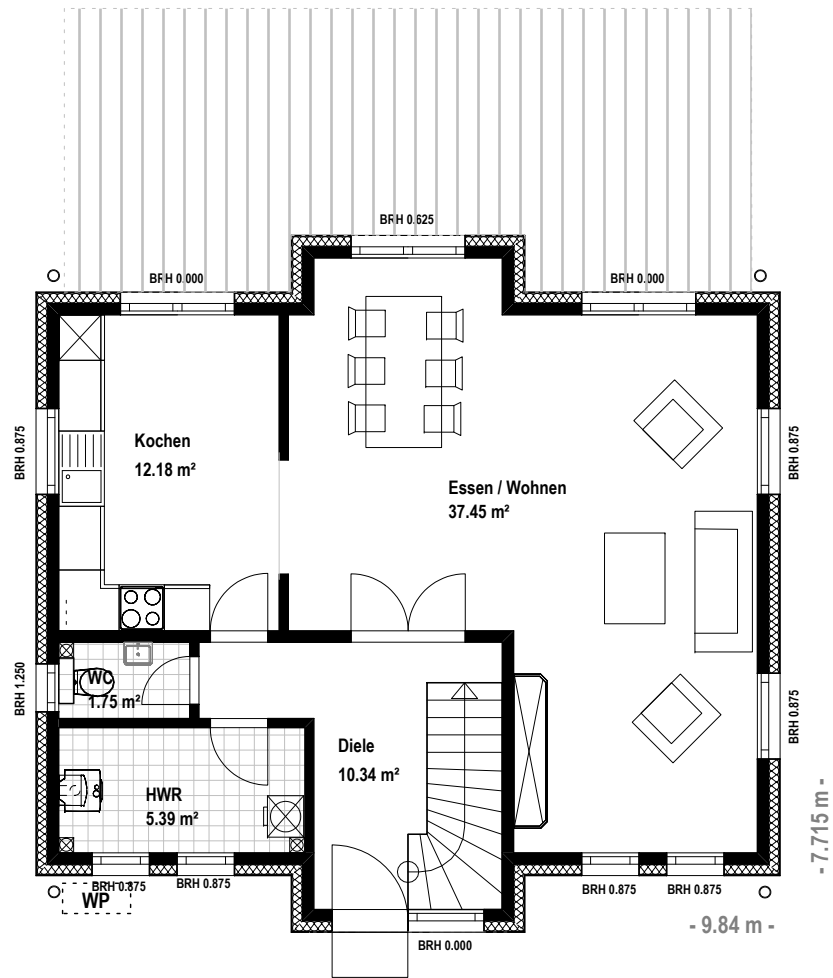 BRH 0.625
BRH 0.000
BRH 0.000
BRH 0.875
Kochen
12.18 m²
BRH 0.875
Essen / Wohnen
37.45 m²
BRH 1.250
WC
1.75 m²
BRH 0.875
Diele
10.34 m²
HWR
5.39 m²
- 7.715 m -
BRH 0.875
BRH 0.875
BRH 0.875
BRH 0.875
WP
- 9.84 m -
BRH 0.000